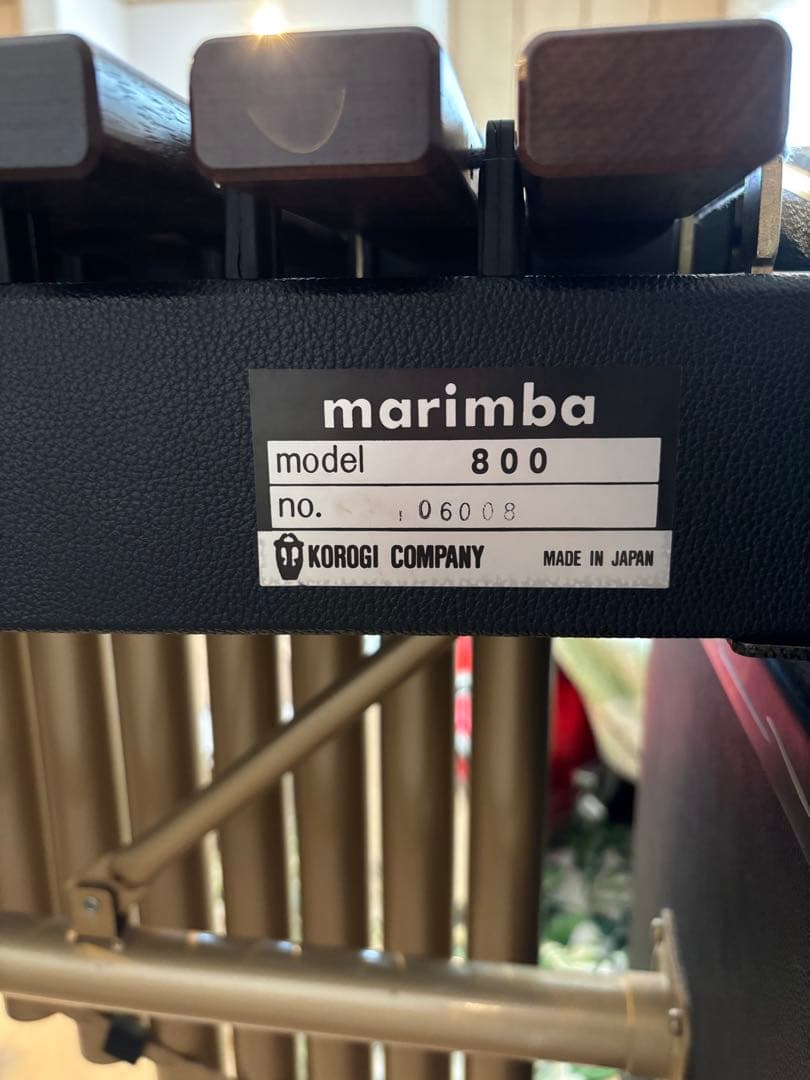 marimba
model 800
no. 06008
KOROGI COMPANY MADE IN JAPAN